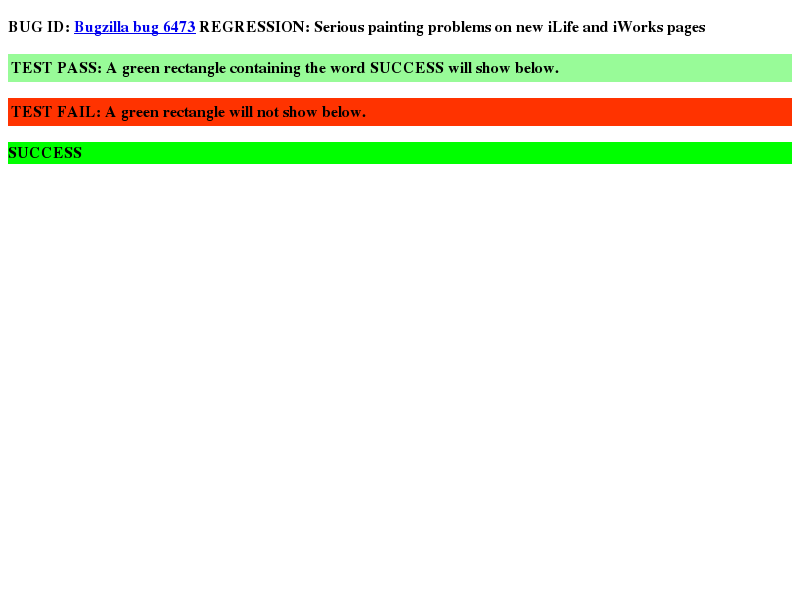 BUG ID: Bugzilla bug 6473 REGRESSION: Serious painting problems on new iLife and iWorks pages
TEST PASS: A green rectangle containing the word SUCCESS will show below.
TEST FAIL: A green rectangle will not show below.
SUCCESS